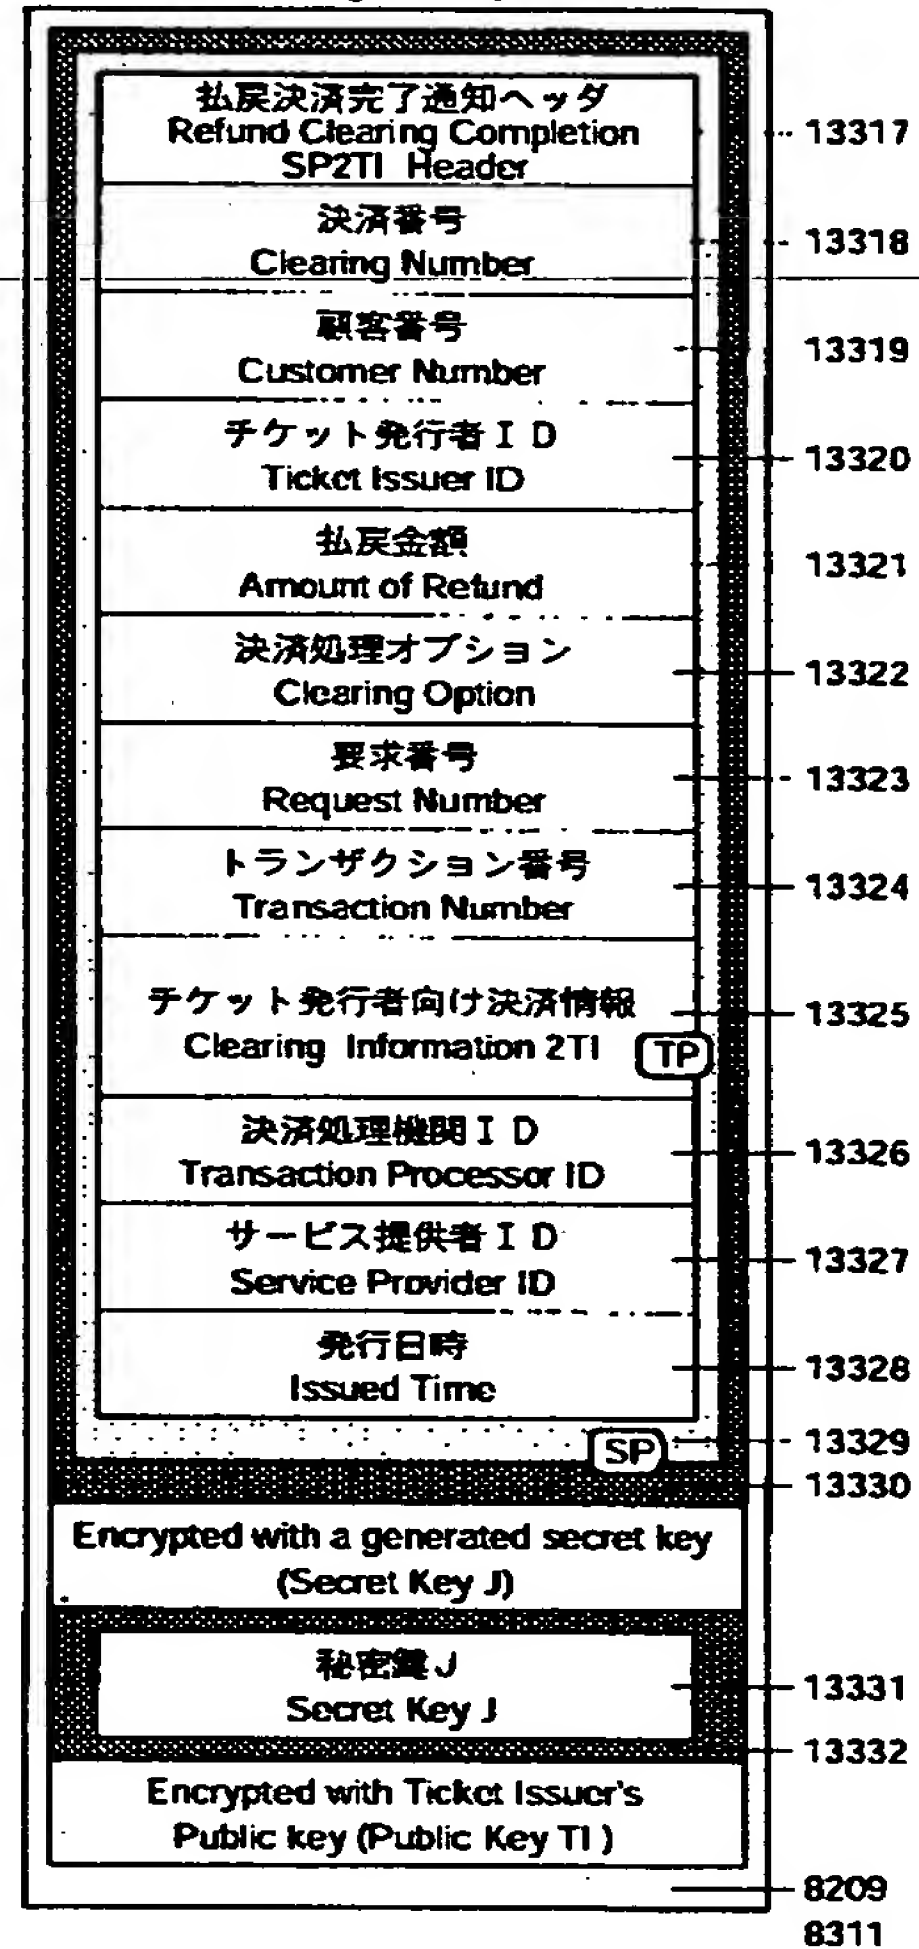 払戻決済完了通知ヘッダ
Refund Clearing Completion
SP2TI Header
13317
決済番号
Clearing Number
13318
顧客番号
Customer Number
13319
チケット発行者ID
Ticket Issuer ID
13320
払戻金額
Amount of Refund
13321
決済処理オプション
Clearing Option
13322
要求番号
Request Number
13323
トランザクション番号
Transaction Number
13324
チケット発行者向け決済情報
Clearing Information 2TI
TP
13325
決済処理機関ID
Transaction Processor ID
13326
サービス提供者ID
Service Provider ID
13327
発行日時
Issued Time
13328
SP
13329
13330
Encrypted with a generated secret key
(Secret Key J)
秘密鍵J
Secret Key J
13331
13332
Encrypted with Ticket Issuer's
Public key (Public Key TI )
8209
8311